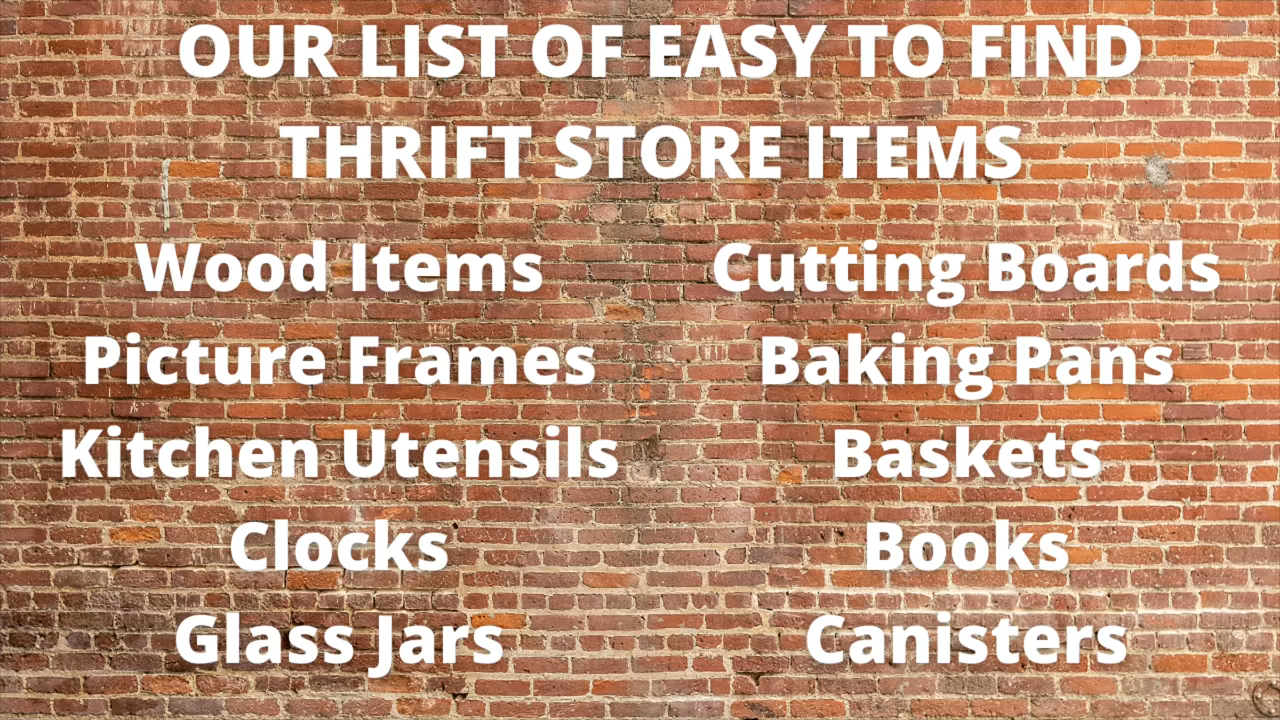 OUR LIST OF EASY TO FIND
THRIFT STORE ITEMS
Wood Items
Picture Frames
Kitchen Utensils
Clocks
Glass Jars
Cutting Boards
Baking Pans
Baskets
Books
Canisters